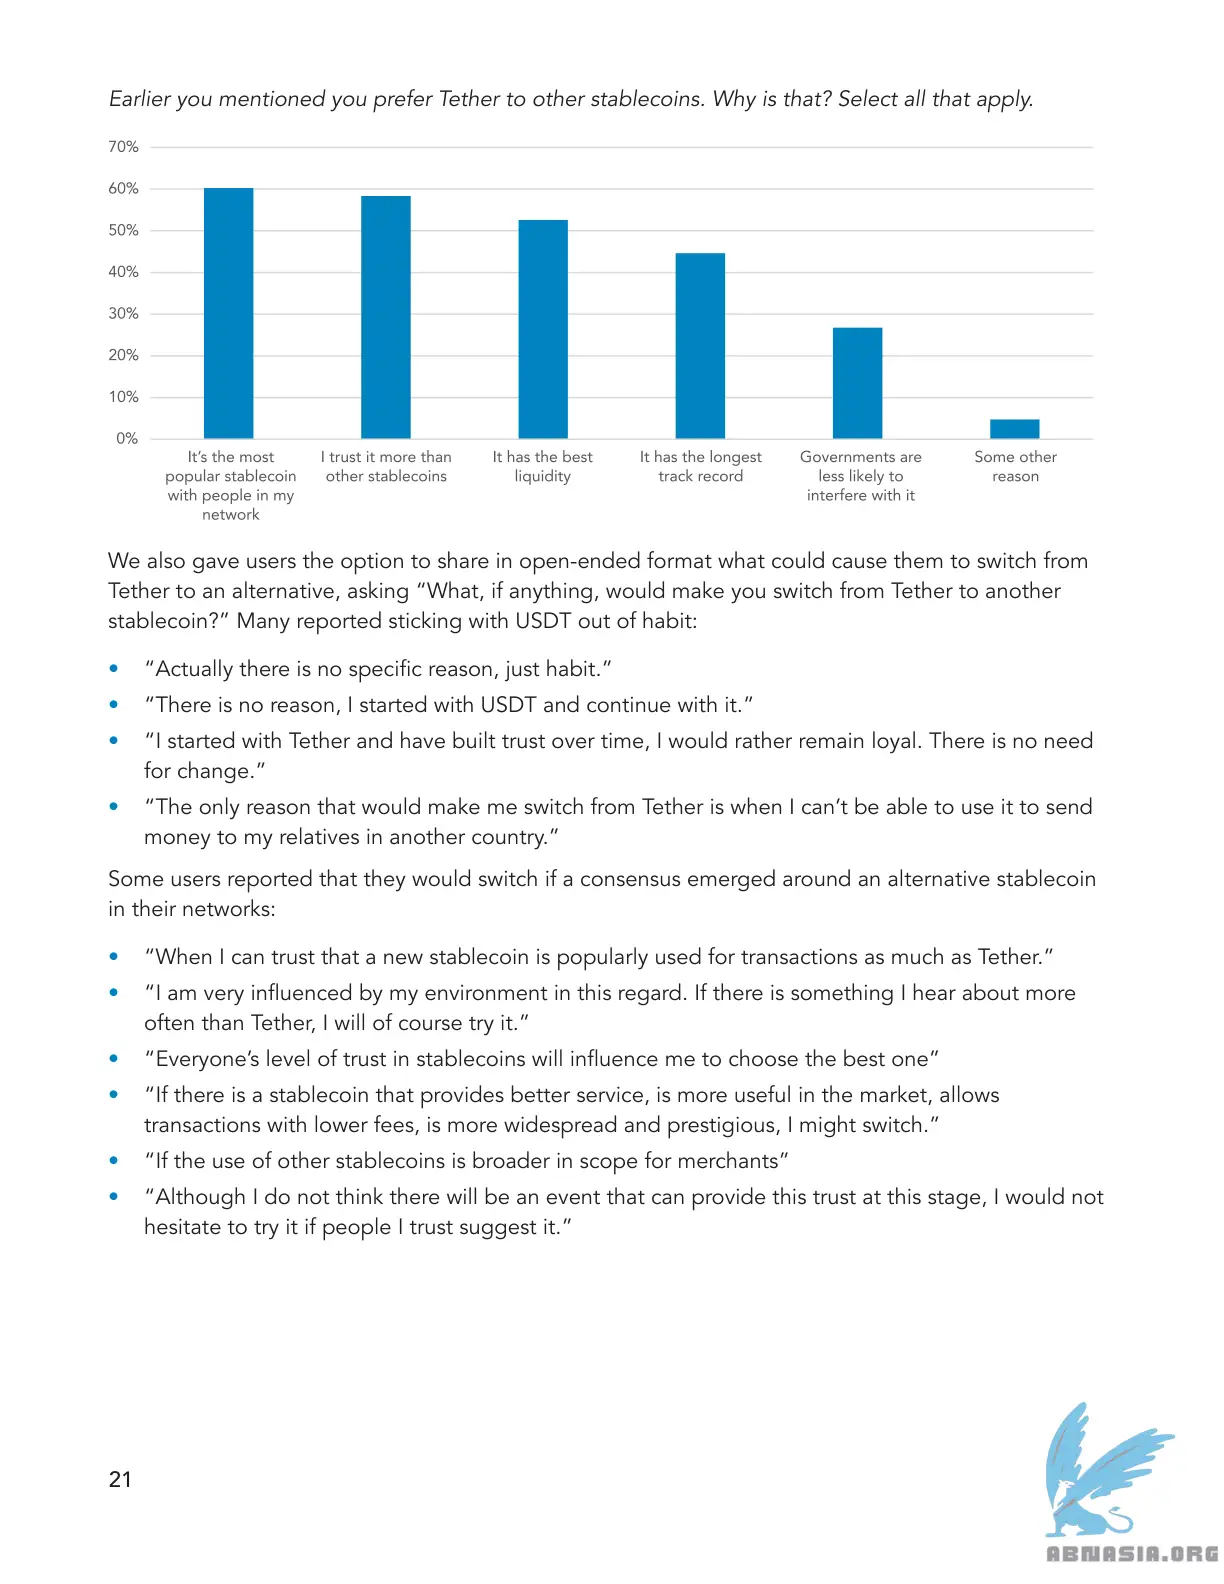 Earlier you mentioned you prefer Tether to other stablecoins. Why is that? Select all that apply.
70%
60%
50%
40%
30%
20%
10%
0%
It’s the most
popular stablecoin
with people in my
network
I trust it more than
other stablecoins
It has the best
liquidity
It has the longest
track record
Governments are
less likely to
interfere with it
Some other
reason
We also gave users the option to share in open-ended format what could cause them to switch from
Tether to an alternative, asking “What, if anything, would make you switch from Tether to another
stablecoin?” Many reported sticking with USDT out of habit:
• “Actually there is no specific reason, just habit.”
• “There is no reason, I started with USDT and continue with it.”
• “I started with Tether and have built trust over time, I would rather remain loyal. There is no need
for change.”
• “The only reason that would make me switch from Tether is when I can’t be able to use it to send
money to my relatives in another country.”
Some users reported that they would switch if a consensus emerged around an alternative stablecoin
in their networks:
• “When I can trust that a new stablecoin is popularly used for transactions as much as Tether.”
• “I am very influenced by my environment in this regard. If there is something I hear about more
often than Tether, I will of course try it.”
• “Everyone’s level of trust in stablecoins will influence me to choose the best one”
• “If there is a stablecoin that provides better service, is more useful in the market, allows
transactions with lower fees, is more widespread and prestigious, I might switch.”
• “If the use of other stablecoins is broader in scope for merchants”
• “Although I do not think there will be an event that can provide this trust at this stage, I would not
hesitate to try it if people I trust suggest it.”
21
ABNASIA.ORG